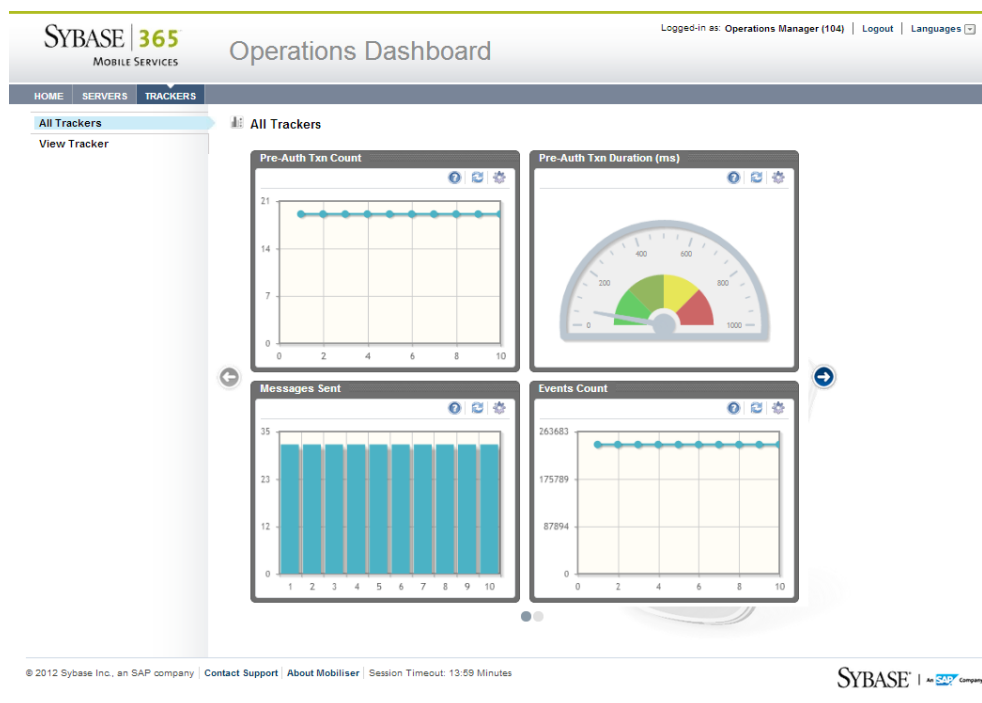 SYBASE 365
MOBILE SERVICES
Operations Dashboard
Logged-in as: Operations Manager (104) | Logout | Languages
HOME SERVERS TRACKERS
All Trackers
View Tracker
All Trackers
Pre-Auth Txn Count
21
14
7
0
0 2 4 6 8 10
Pre-Auth Txn Duration (ms)
0 200 400 600 800 1000
Messages Sent
35
23
12
0
1 2 3 4 5 6 7 8 9 10
Events Count
263683
175789
87894
0
0 2 4 6 8 10
© 2012 Sybase Inc., an SAP company | Contact Support | About Mobiliser | Session Timeout: 13:59 Minutes
SYBASE | An SAP Company